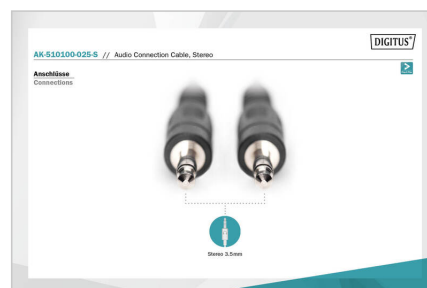 DIGITUS®
AK-510100-025-S // Audio Connection Cable, Stereo
Anschlüsse
Connections
Stereo 3.5mm